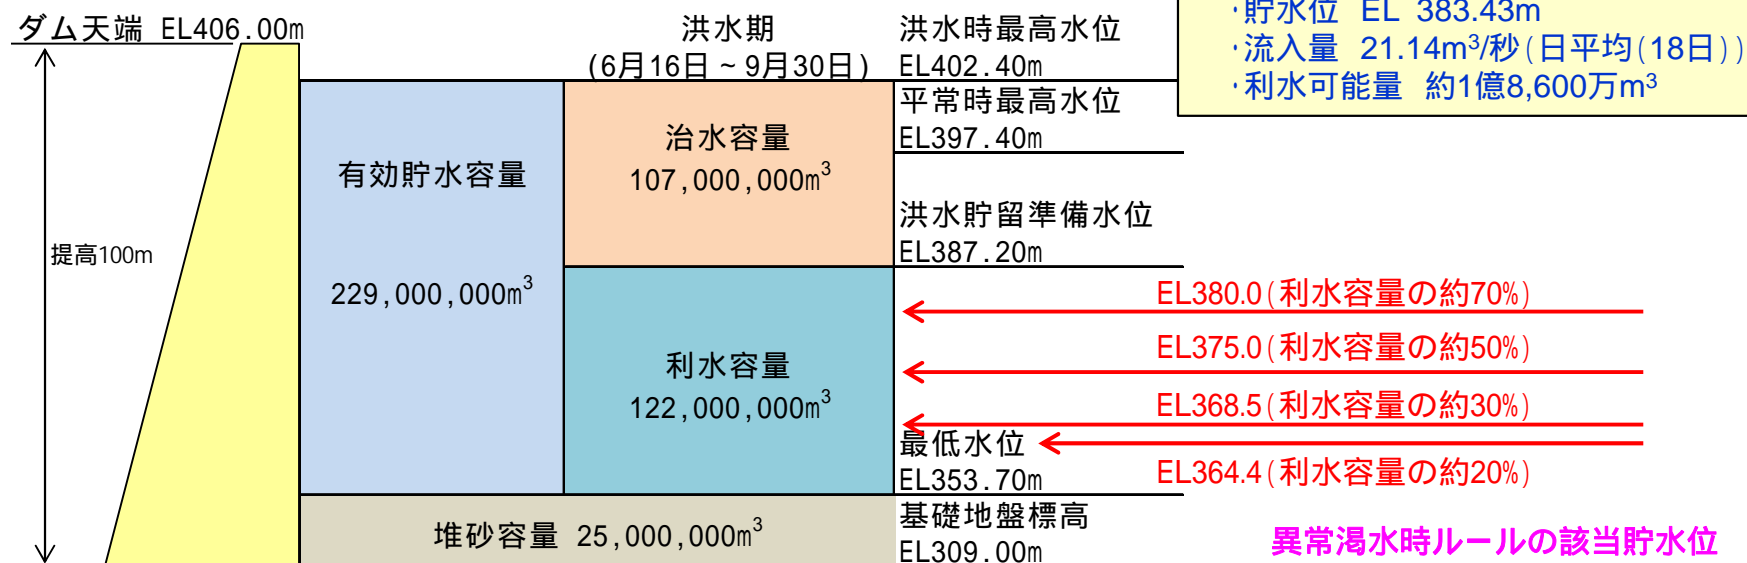 ダム天端 EL406.00m
提高100m
有効貯水容量
229,000,000m³
洪水期
(6月16日~9月30日)
治水容量
107,000,000m³
利水容量
122,000,000m³
堆砂容量 25,000,000m³
洪水時最高水位
EL402.40m
平常時最高水位
EL397.40m
洪水貯留準備水位
EL387.20m
最低水位
EL353.70m
基礎地盤標高
EL309.00m
・貯水位 EL 383.43m
・流入量 21.14m³/秒(日平均(18日))
・利水可能量 約1億8,600万m³
EL380.0(利水容量の約70%)
EL375.0(利水容量の約50%)
EL368.5(利水容量の約30%)
EL364.4(利水容量の約20%)
異常渇水時ルールの該当貯水位